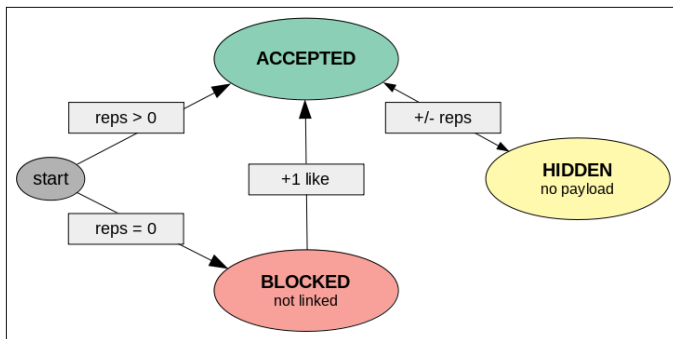 ACCEPTED
reps > 0
+/- reps
start
+1 like
HIDDEN
no payload
reps = 0
BLOCKED
not linked